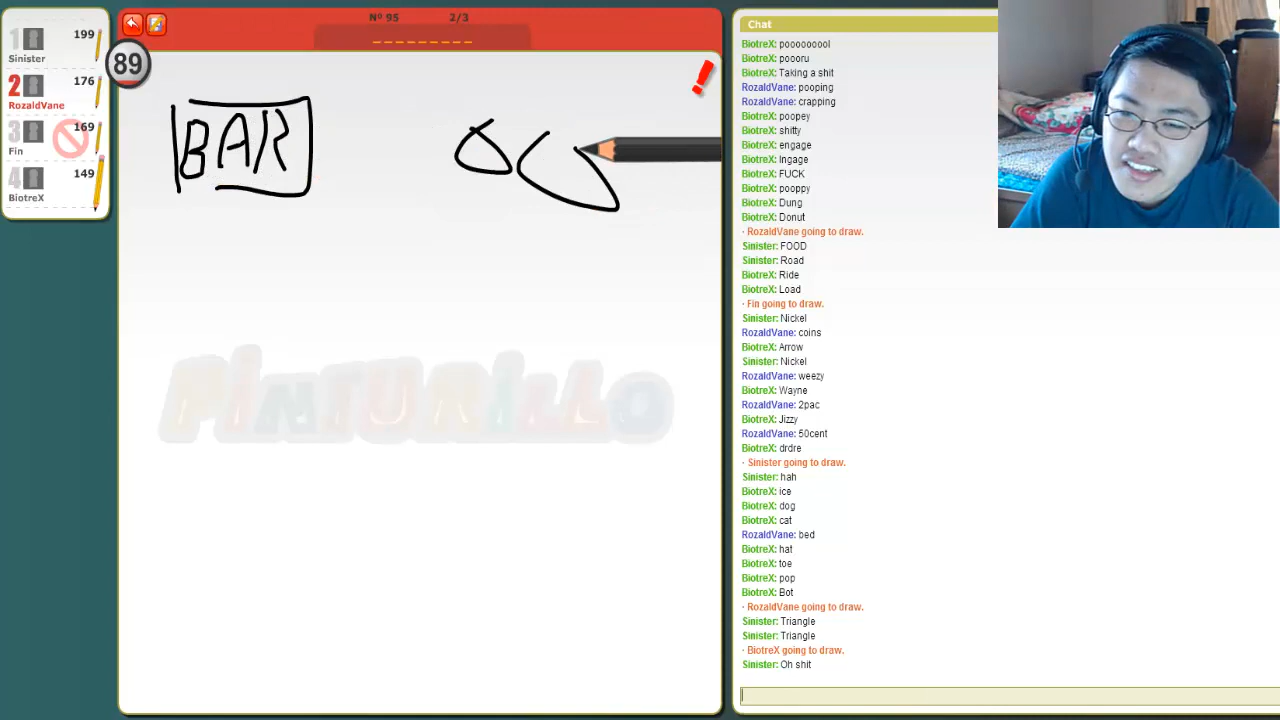 Nº 95 2/3
_ _ _ _ _ _ _ _ _
1 199
Sinister
2 176
RozaldVane
3 169
Fin
4 149
BiotreX
89
BAR
PINTURILLO
Chat
BiotreX: pooooooool
BiotreX: pooru
BiotreX: Taking a shit
RozaldVane: pooping
RozaldVane: crapping
BiotreX: poopey
BiotreX: shitty
BiotreX: engage
BiotreX: Ingage
BiotreX: FUCK
BiotreX: pooppy
BiotreX: Dung
BiotreX: Donut
· RozaldVane going to draw.
Sinister: FOOD
Sinister: Road
BiotreX: Ride
BiotreX: Load
· Fin going to draw.
Sinister: Nickel
RozaldVane: coins
BiotreX: Arrow
Sinister: Nickel
RozaldVane: weezy
BiotreX: Wayne
RozaldVane: 2pac
BiotreX: Jizzy
RozaldVane: 50cent
BiotreX: drdre
· Sinister going to draw.
Sinister: hah
BiotreX: ice
BiotreX: dog
BiotreX: cat
RozaldVane: bed
BiotreX: hat
BiotreX: toe
BiotreX: pop
BiotreX: Bot
· RozaldVane going to draw.
Sinister: Triangle
Sinister: Triangle
· BiotreX going to draw.
Sinister: Oh shit